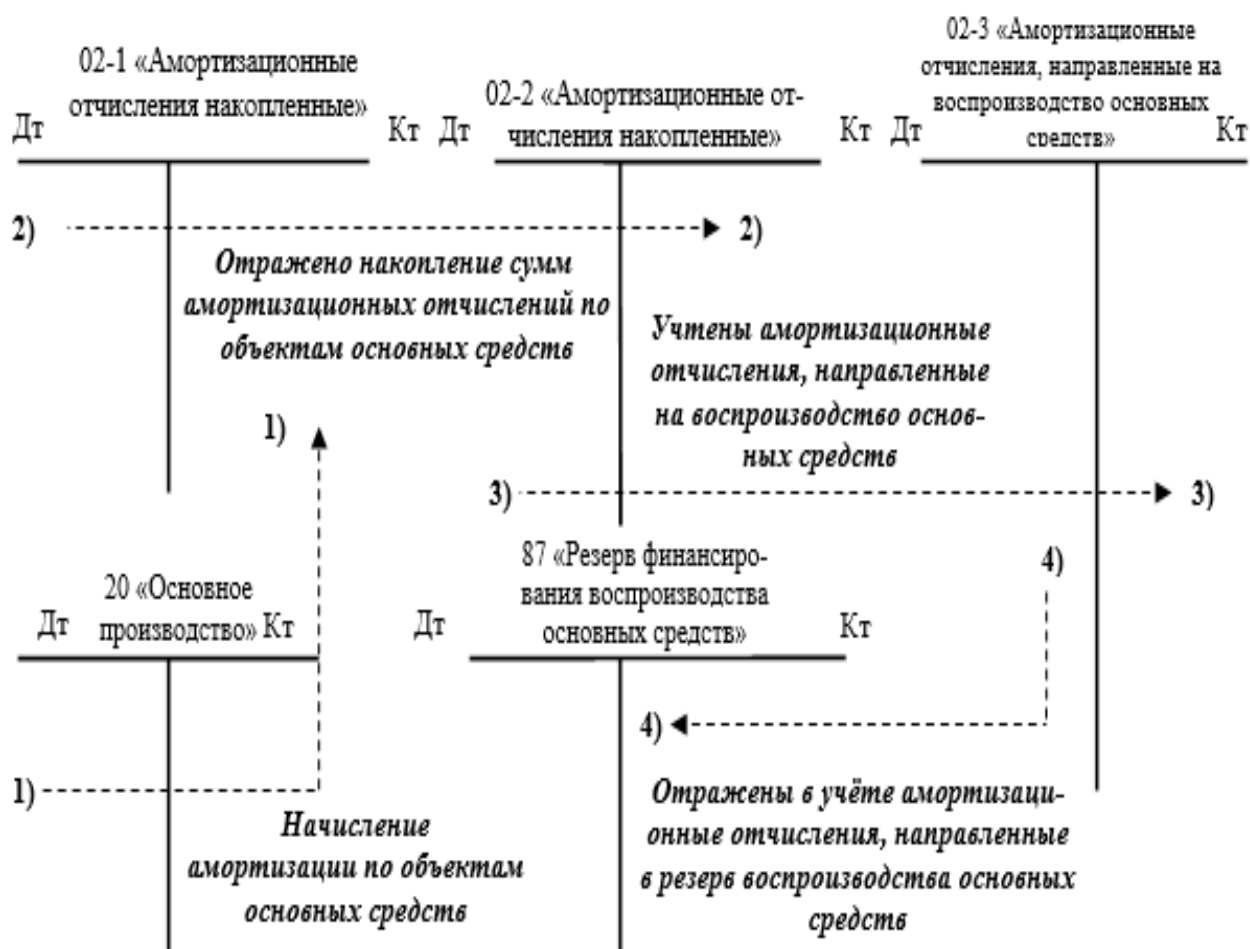 02-1 «Амортизационные
отчисления накопленные»
Дт
Кт
02-2 «Амортизационные от-
числения накопленные»
Дт
Кт
02-3 «Амортизационные
отчисления, направленные на
воспроизводство основных
средств»
Дт
Кт
2)
2)
Отражено накопление сумм
амортизационных отчислений по
объектам основных средств
Учтены амортизационные
отчисления, направленные
на воспроизводство основ-
ных средств
1)
3)
3)
20 «Основное
производство»
Дт
Кт
87 «Резерв финансиро-
вания воспроизводства
основных средств»
Дт
Кт
4)
4)
1)
Начисление
амортизации по объектам
основных средств
Отражены в учёте амортизаци-
онные отчисления, направленные
в резерв воспроизводства основных
средств